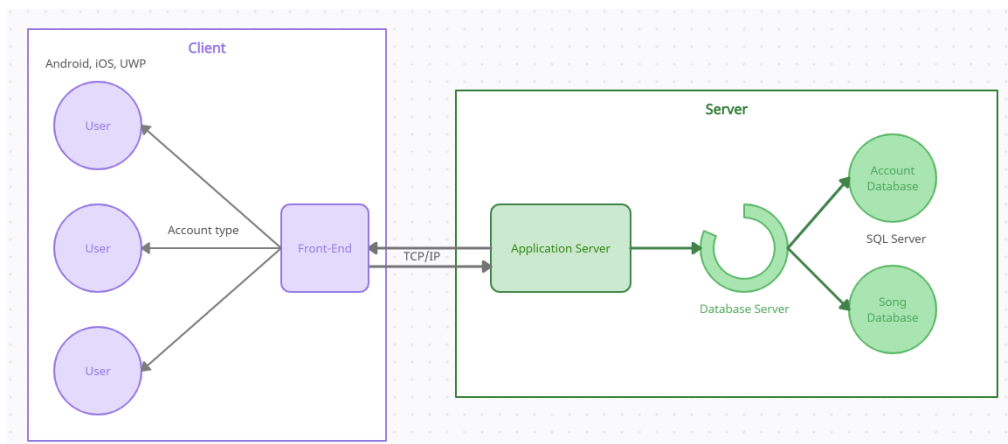 Client
Android, iOS, UWP
User
User
Account type
User
Front-End
TCP/IP
Server
Application Server
Database Server
Account
Database
SQL Server
Song
Database